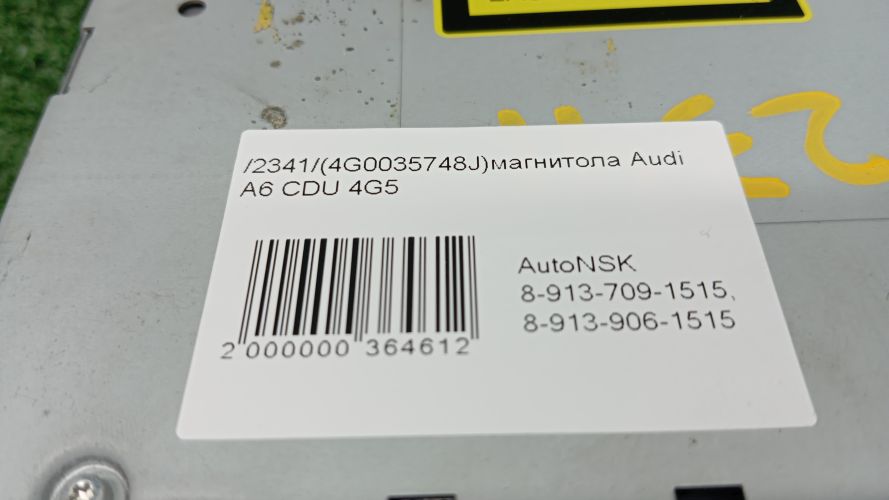 /2341/(4G0035748J)магнитола Audi
A6 CDU 4G5
AutoNSK
8-913-709-1515,
8-913-906-1515
2 000000 364612